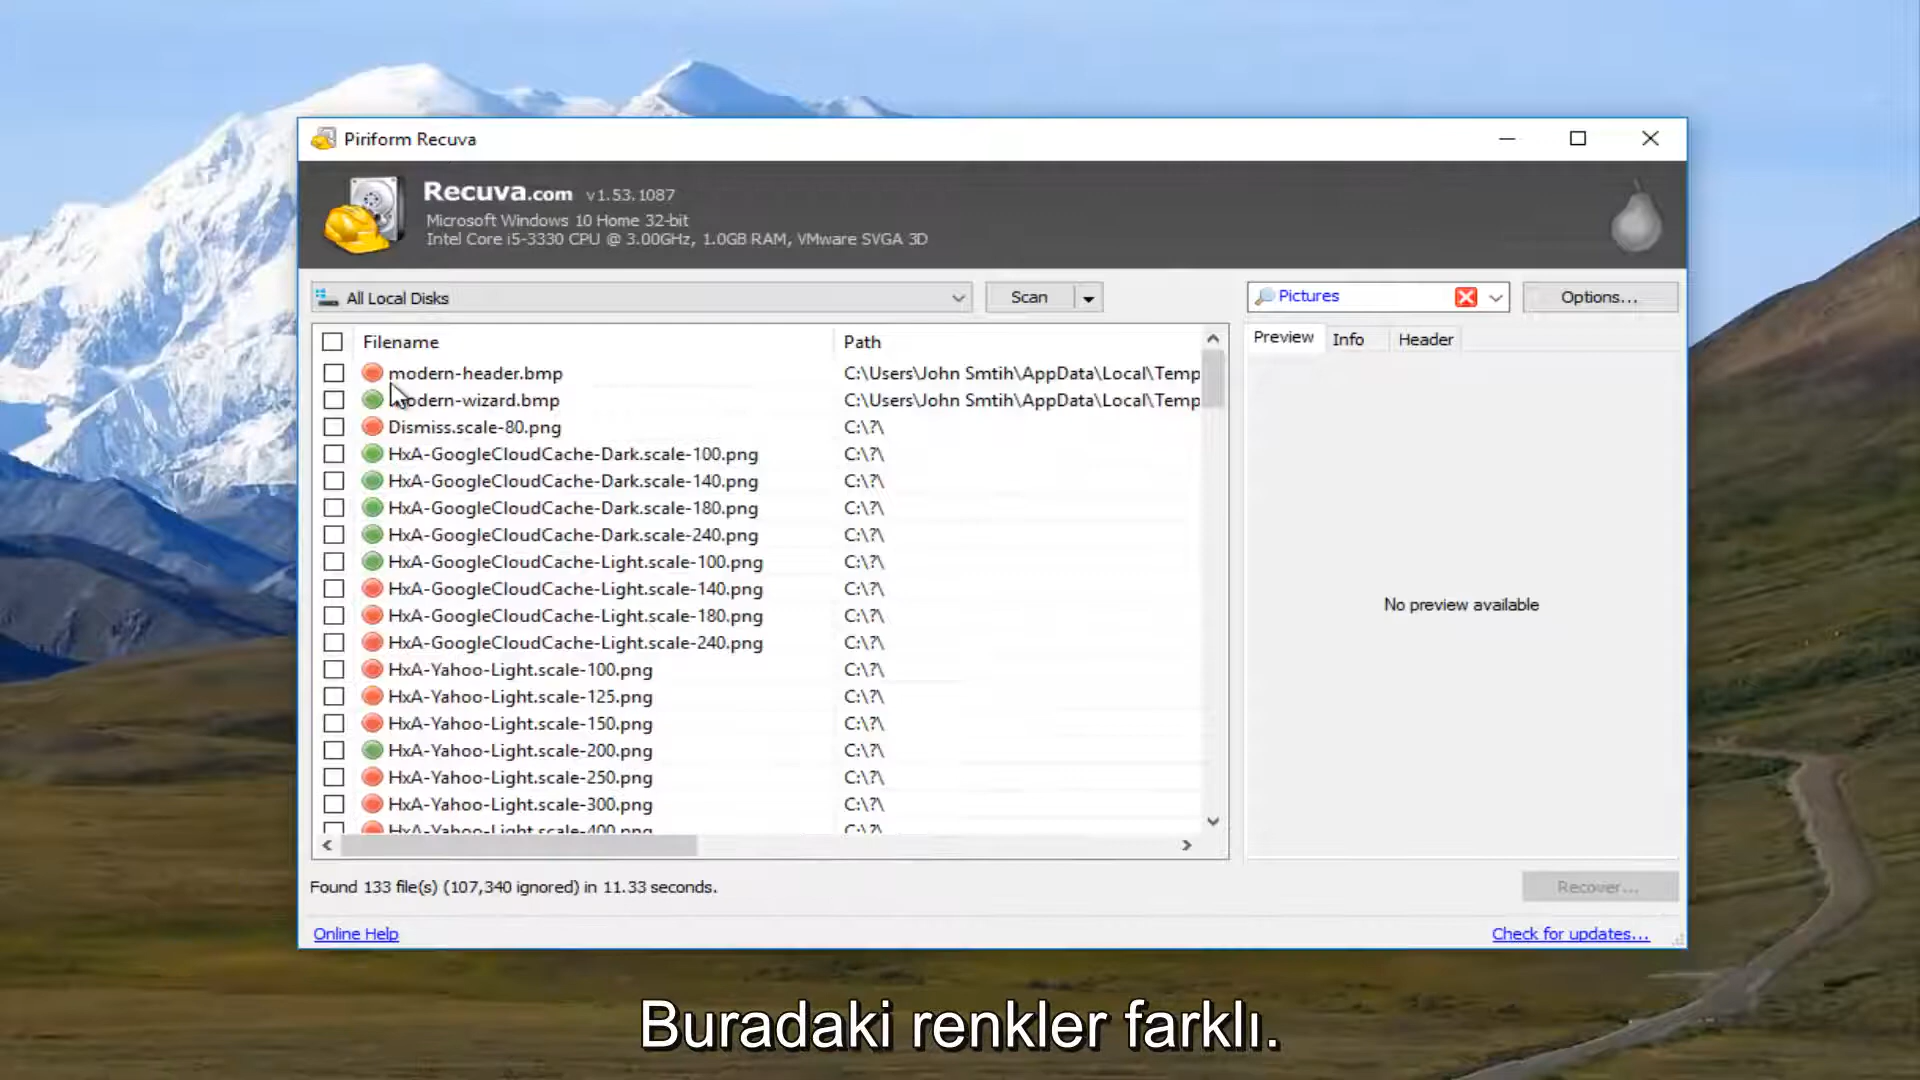 Piriform Recuva
Recuva.com v1.53.1087
Microsoft Windows 10 Home 32-bit
Intel Core i5-3330 CPU @ 3.00GHz, 1.0GB RAM, VMware SVGA 3D
All Local Disks Scan Pictures Options...
Filename Path Preview Info Header
modern-header.bmp C:\Users\John Smtih\AppData\Local\Temp
modern-wizard.bmp C:\Users\John Smtih\AppData\Local\Temp
Dismiss.scale-80.png C:\?\
HxA-GoogleCloudCache-Dark.scale-100.png C:\?\
HxA-GoogleCloudCache-Dark.scale-140.png C:\?\
HxA-GoogleCloudCache-Dark.scale-180.png C:\?\
HxA-GoogleCloudCache-Dark.scale-240.png C:\?\
HxA-GoogleCloudCache-Light.scale-100.png C:\?\
HxA-GoogleCloudCache-Light.scale-140.png C:\?\
HxA-GoogleCloudCache-Light.scale-180.png C:\?\
HxA-GoogleCloudCache-Light.scale-240.png C:\?\
HxA-Yahoo-Light.scale-100.png C:\?\
HxA-Yahoo-Light.scale-125.png C:\?\
HxA-Yahoo-Light.scale-150.png C:\?\
HxA-Yahoo-Light.scale-200.png C:\?\
HxA-Yahoo-Light.scale-250.png C:\?\
HxA-Yahoo-Light.scale-300.png C:\?\
HxA-Yahoo-Light.scale-400.png C:\?\
No preview available
Found 133 file(s) (107,340 ignored) in 11.33 seconds.
Recover...
Online Help
Check for updates...
Buradaki renkler farklı.